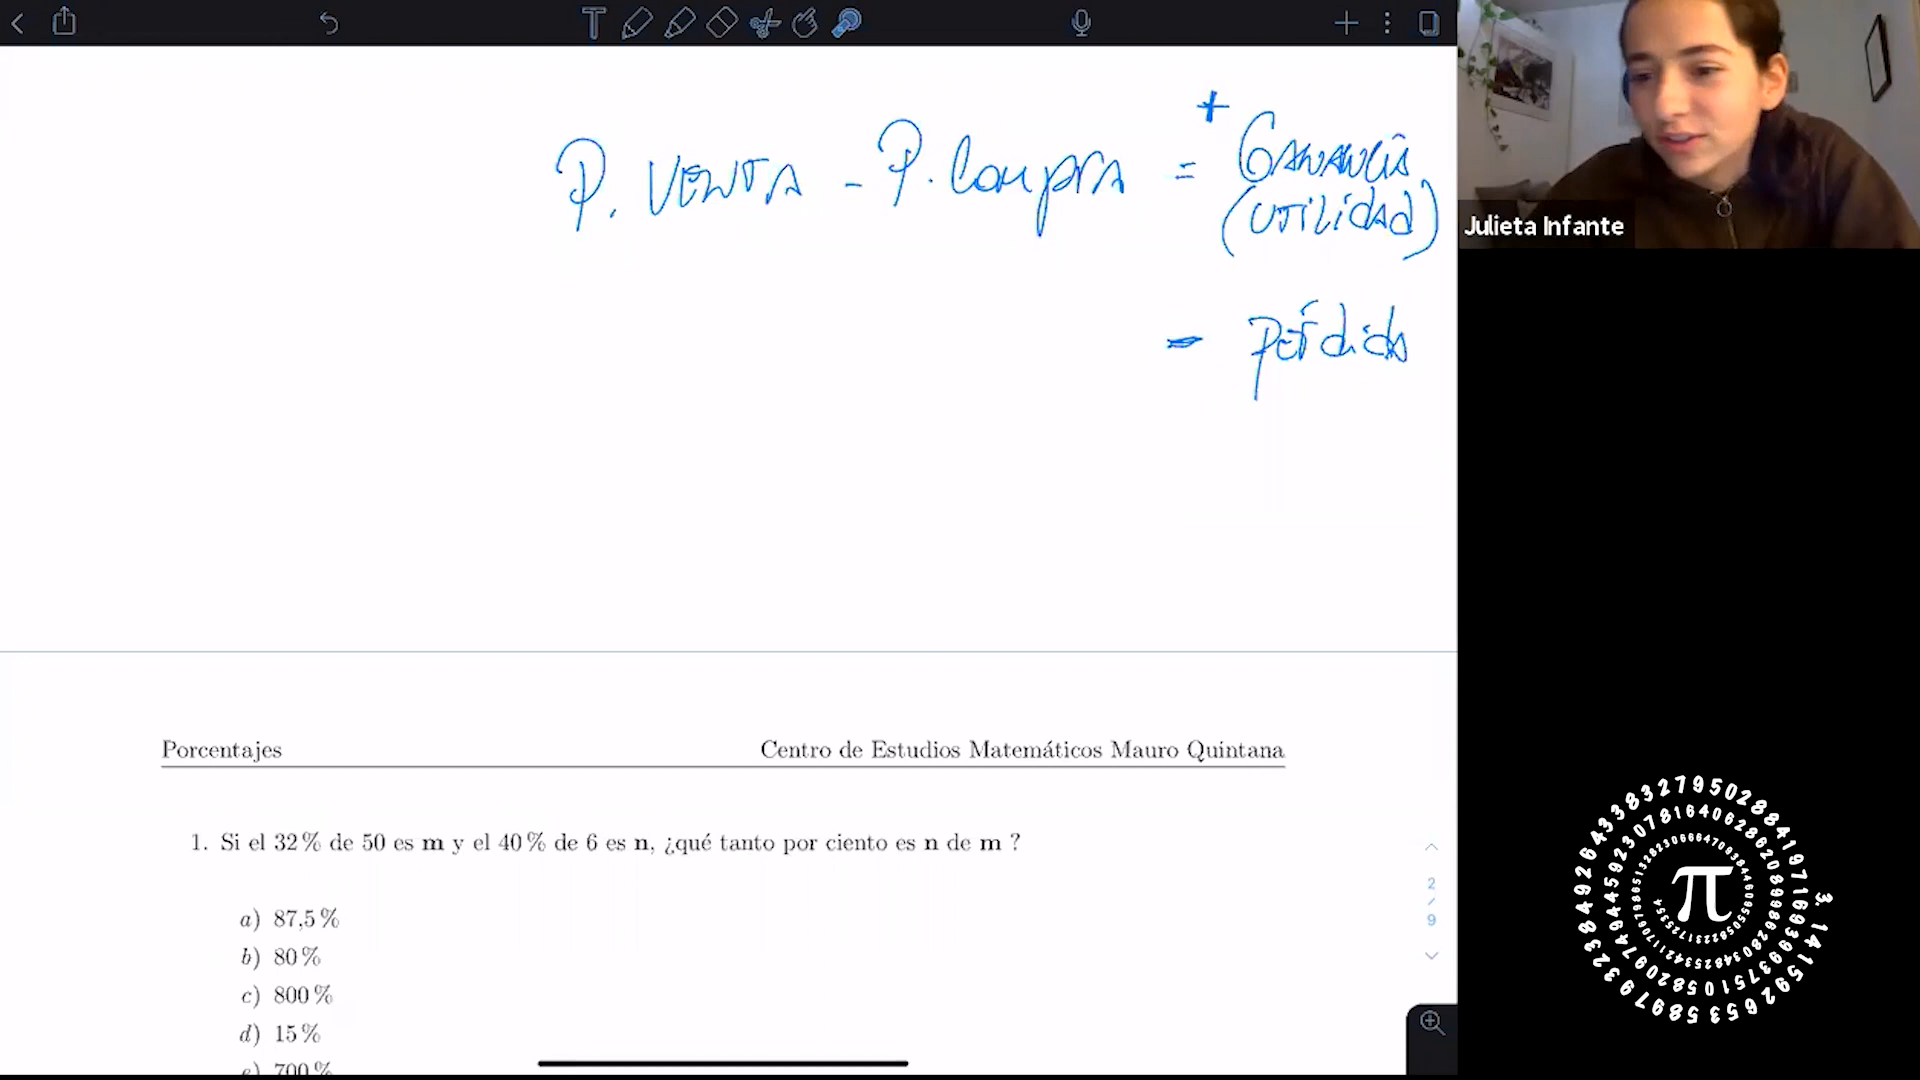 +
P. VENTA - P. Compra = GANANCIA
(UTILIDAD)
- Pérdida
Julieta Infante
Porcentajes Centro de Estudios Matemáticos Mauro Quintana
1. Si el 32 % de 50 es m y el 40 % de 6 es n, ¿qué tanto por ciento es n de m ?
a) 87,5 %
b) 80 %
c) 800 %
d) 15 %
e) 700 %
2
/
9
π